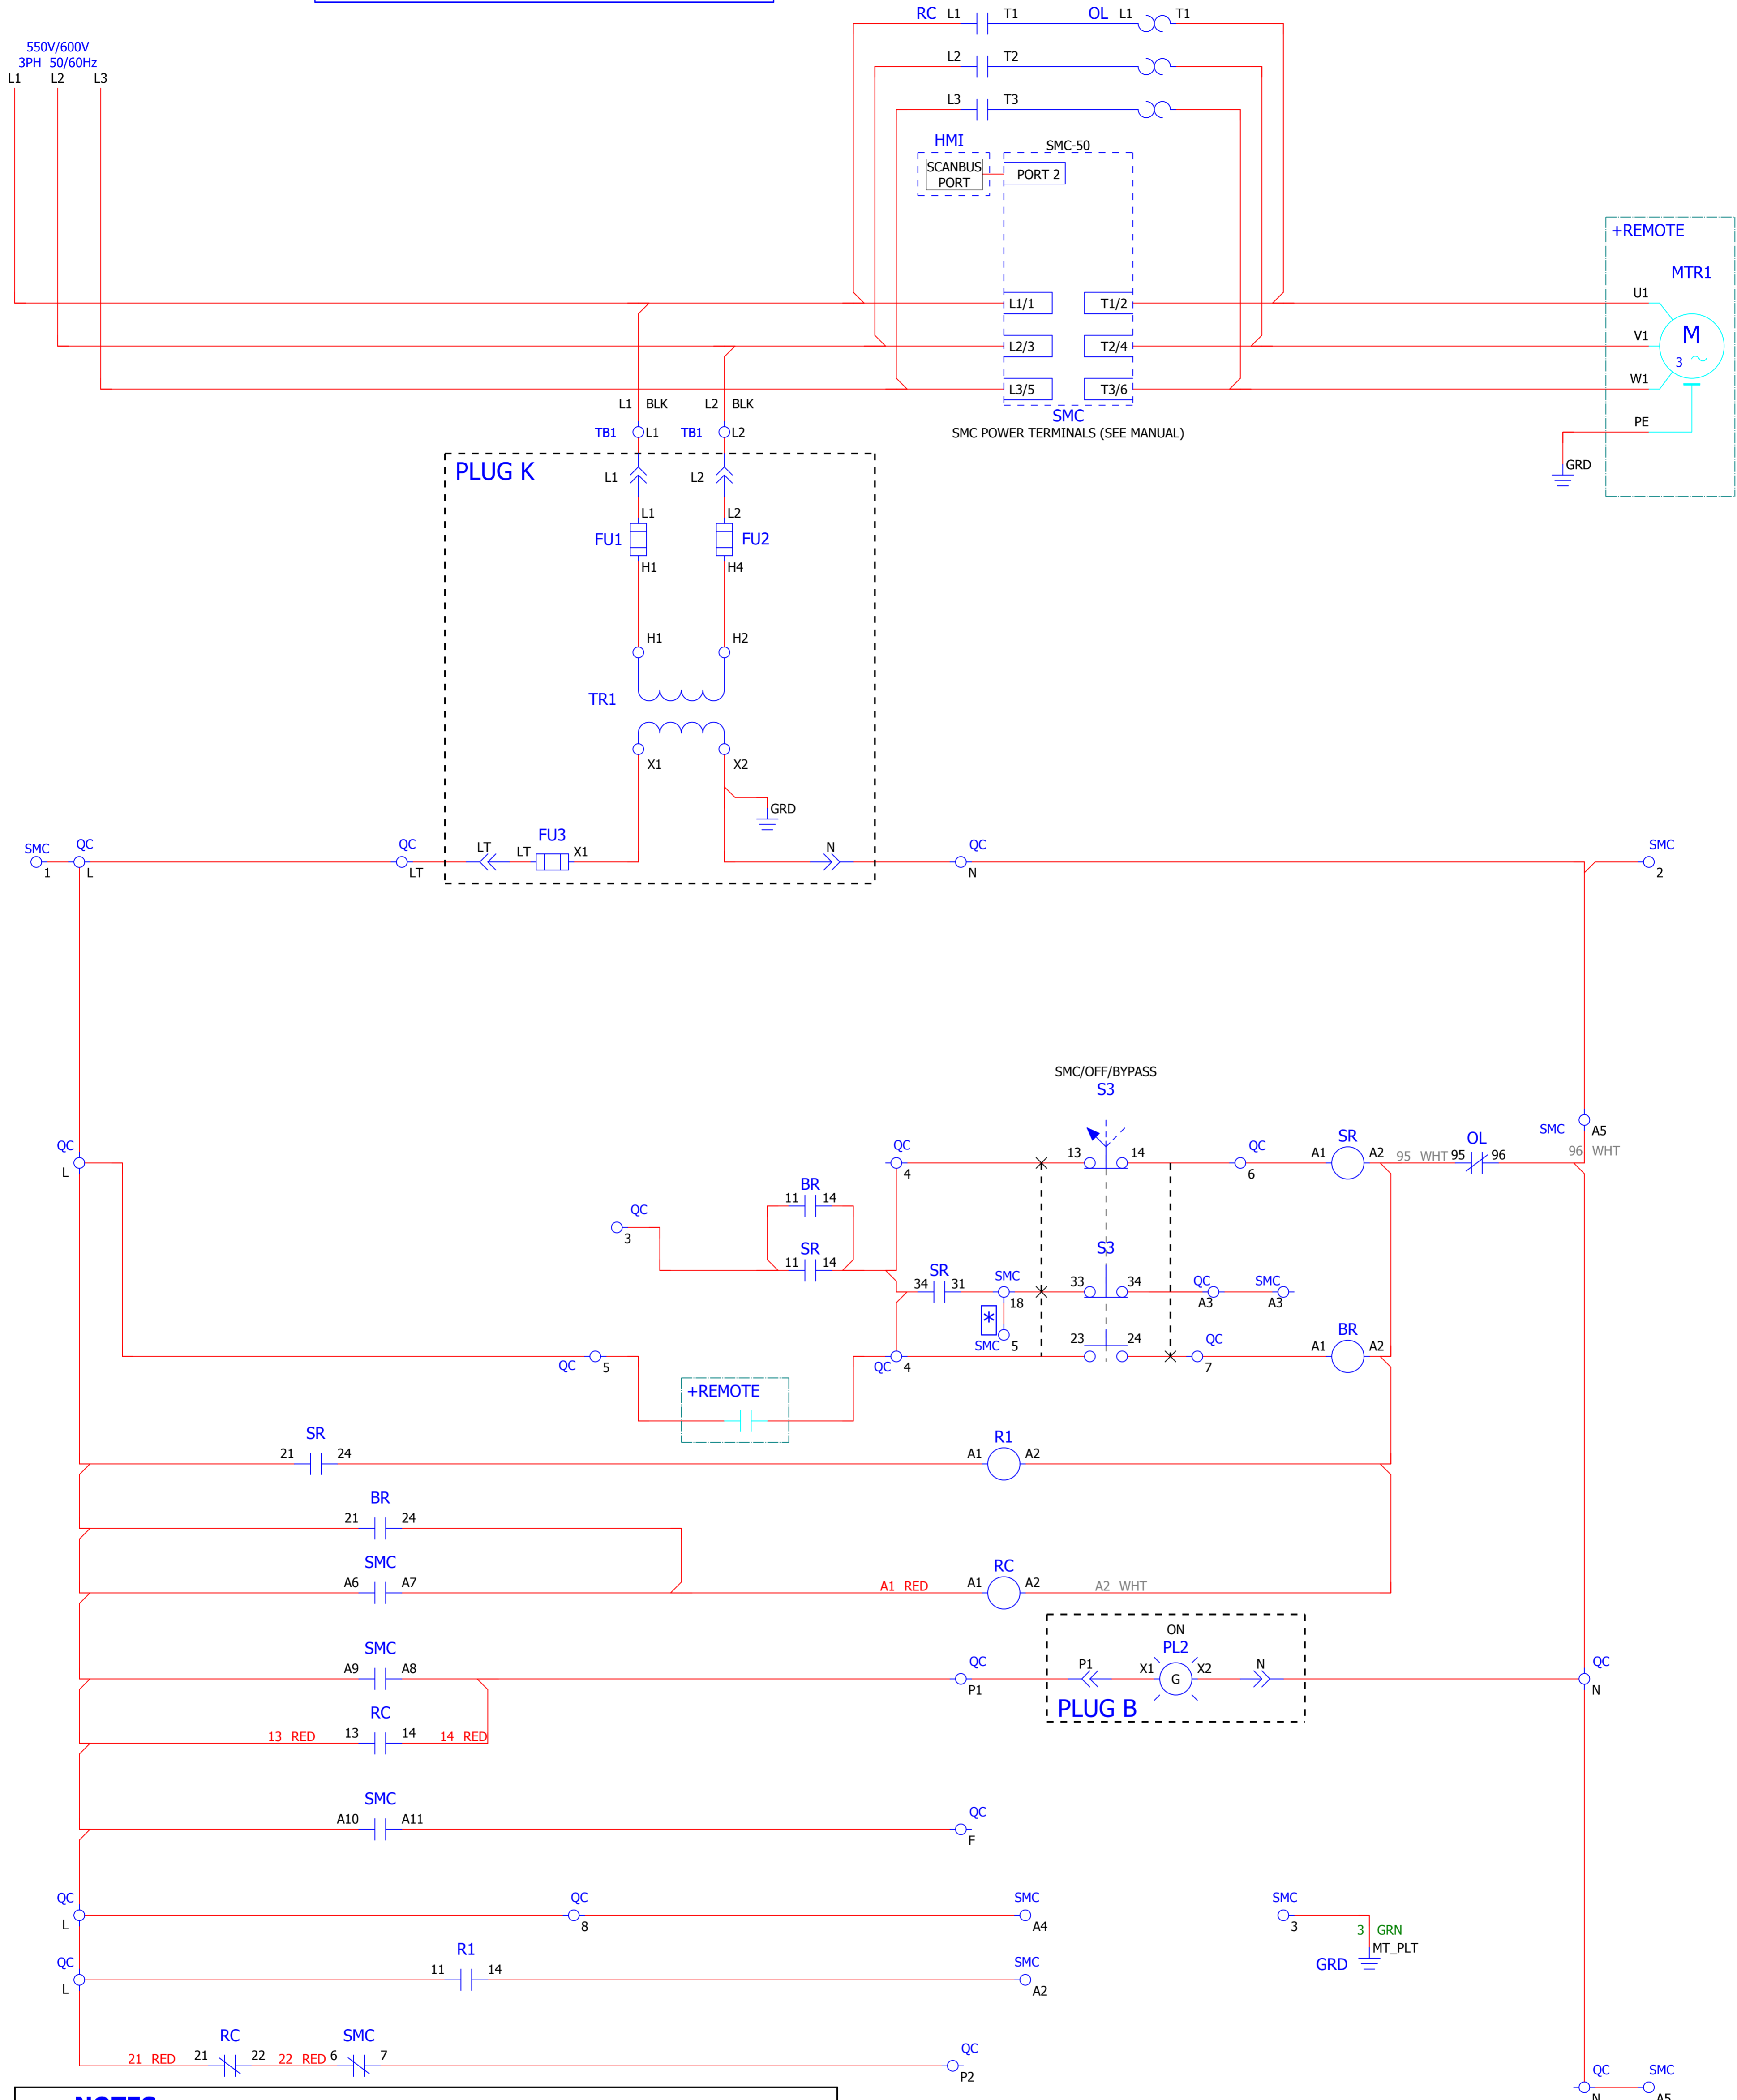 RC L1 T1 OL L1 T1
550V/600V
3PH 50/60Hz
L1 L2 L3
L2 T2
L3 T3
HMI
SMC-50
SCANBUS
PORT
PORT 2
+REMOTE
MTR1
L1/1 T1/2 U1
L2/3 T2/4 V1
M
3
L3/5 T3/6 W1
L1 BLK L2 BLK
SMC
SMC POWER TERMINALS (SEE MANUAL)
PE
GRD
TB1 L1 TB1 L2
PLUG K
L1 L2
L1 L2
FU1 FU2
H1 H4
H1 H2
TR1
X1 X2
GRD
SMC QC QC LT LT FU3 X1 N QC SMC
1 L LT N 2
SMC/OFF/BYPASS
S3
SMC A5
QC QC 13 14 QC SR OL 96 WHT
L 4 6 A1 A2 95 WHT 95 96
BR
11 14
QC
3
SR S3
11 14
SR SMC QC SMC
34 31 18 33 34 A3 A3
*
SMC 5 23 24 QC BR
QC 5 QC 4 7 A1 A2
+REMOTE
SR R1
21 24 A1 A2
BR
21 24
SMC RC
A6 A7 A1 RED A1 A2 A2 WHT
ON
SMC PL2
A9 A8 QC P1 X1 G X2 N QC
P1 N
PLUG B
RC
13 RED 13 14 14 RED
SMC
A10 A11 QC
F
QC QC SMC SMC
L 8 A4 3
3 GRN
MT_PLT
GRD
QC R1 SMC
L 11 14 A2
RC SMC
21 RED 21 22 22 RED 6 7 QC
P2
QC SMC
N A5
NOTES